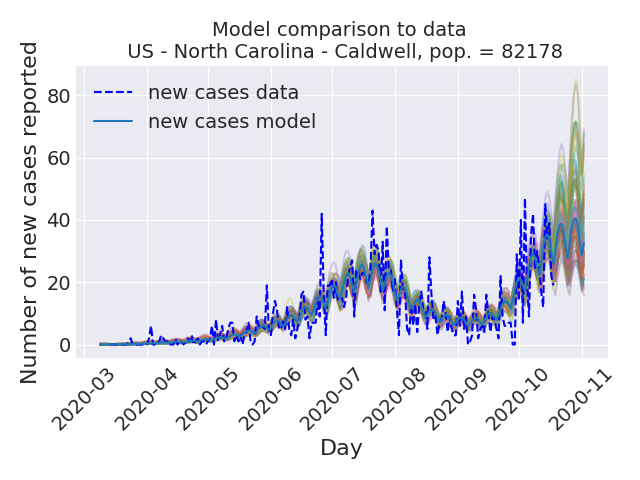 Model comparison to data
US - North Carolina - Caldwell, pop. = 82178
Number of new cases reported
80
60
40
20
0
new cases data
new cases model
2020-03
2020-04
2020-05
2020-06
2020-07
2020-08
2020-09
2020-10
2020-11
Day